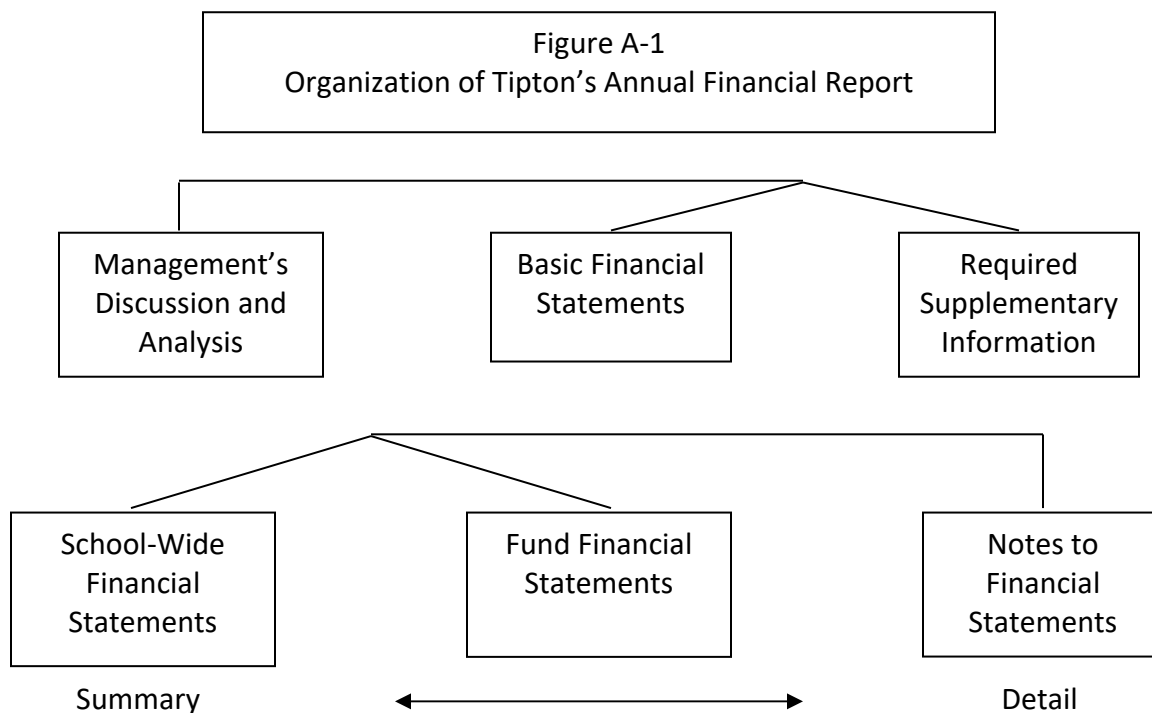 Figure A-1
Organization of Tipton’s Annual Financial Report
Management’s
Discussion and
Analysis
Basic Financial
Statements
Required
Supplementary
Information
School-Wide
Financial
Statements
Fund Financial
Statements
Notes to
Financial
Statements
Summary
Detail